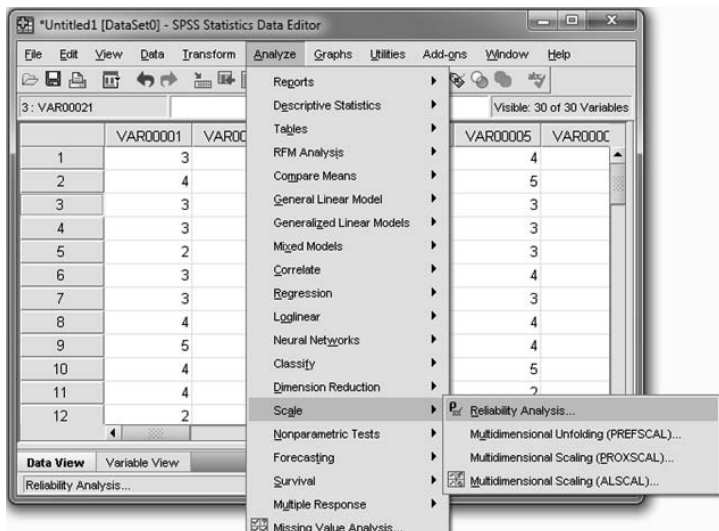 *Untitled1 [DataSet0] - SPSS Statistics Data Editor
File Edit View Data Transform Analyze Graphs Utilities Add-ons Window Help
3 : VAR00021
Visible: 30 of 30 Variables
VAR00001 VAR00 VAR00005 VAR0000
1 3 4
2 4 5
3 3 3
4 3 3
5 2 3
6 3 4
7 3 3
8 4 4
9 5 4
10 4 5
11 4 2
12 2
Reports
Descriptive Statistics
Tables
RFM Analysis
Compare Means
General Linear Model
Generalized Linear Models
Mixed Models
Correlate
Regression
Loglinear
Neural Networks
Classify
Dimension Reduction
Scale
Nonparametric Tests
Forecasting
Survival
Multiple Response
Missing Value Analysis...
Reliability Analysis...
Multidimensional Unfolding (PREFSCAL)...
Multidimensional Scaling (PROXSCAL)...
Multidimensional Scaling (ALSCAL)...
Data View Variable View
Reliability Analysis...